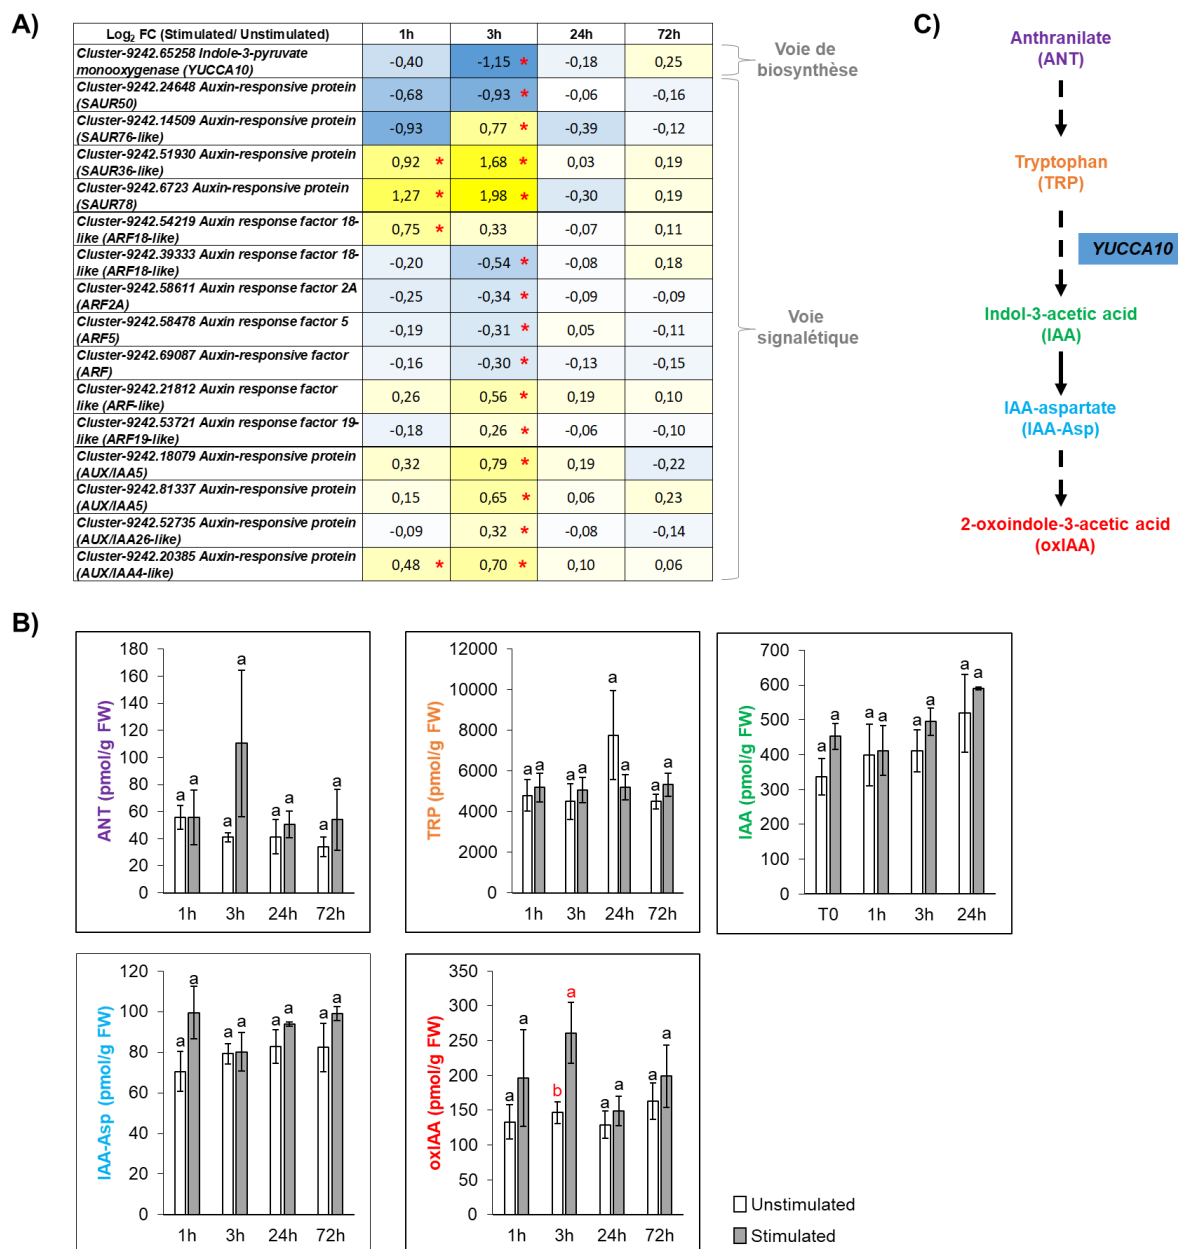 A)
Log2 FC (Stimulated/ Unstimulated) 1h 3h 24h 72h
Cluster-9242.65258 Indole-3-pyruvate
monooxygenase (YUCCA10)
-0,40 -1,15 * -0,18 0,25
Cluster-9242.24648 Auxin-responsive protein
(SAUR50)
-0,68 -0,93 * -0,06 -0,16
Cluster-9242.14509 Auxin-responsive protein
(SAUR76-like)
-0,93 0,77 * -0,39 -0,12
Cluster-9242.51930 Auxin-responsive protein
(SAUR36-like)
0,92 * 1,68 * 0,03 0,19
Cluster-9242.6723 Auxin-responsive protein
(SAUR78)
1,27 * 1,98 * -0,30 0,19
Cluster-9242.54219 Auxin response factor 18-
like (ARF18-like)
0,75 * 0,33 -0,07 0,11
Cluster-9242.39333 Auxin response factor 18-
like (ARF18-like)
-0,20 -0,54 * -0,08 0,18
Cluster-9242.58611 Auxin response factor 2A
(ARF2A)
-0,25 -0,34 * -0,09 -0,09
Cluster-9242.58478 Auxin response factor 5
(ARF5)
-0,19 -0,31 * 0,05 -0,11
Cluster-9242.69087 Auxin-responsive factor
(ARF)
-0,16 -0,30 * -0,13 -0,15
Cluster-9242.21812 Auxin response factor
like (ARF-like)
0,26 0,56 * 0,19 0,10
Cluster-9242.53721 Auxin response factor 19-
like (ARF19-like)
-0,18 0,26 * -0,06 -0,10
Cluster-9242.18079 Auxin-responsive protein
(AUX/IAA5)
0,32 0,79 * 0,19 -0,22
Cluster-9242.81337 Auxin-responsive protein
(AUX/IAA5)
0,15 0,65 * 0,06 0,23
Cluster-9242.52735 Auxin-responsive protein
(AUX/IAA26-like)
-0,09 0,32 * -0,08 -0,14
Cluster-9242.20385 Auxin-responsive protein
(AUX/IAA4-like)
0,48 * 0,70 * 0,10 0,06
Voie de
biosynthèse
Voie
signalétique
C)
Anthranilate
(ANT)
Tryptophan
(TRP)
YUCCA10
Indol-3-acetic acid
(IAA)
IAA-aspartate
(IAA-Asp)
2-oxoindole-3-acetic acid
(oxIAA)
B)
ANT (pmol/g FW)
180
160
140
120
100
80
60
40
20
0
a a a a a a a a
1h 3h 24h 72h
TRP (pmol/g FW)
12000
10000
8000
6000
4000
2000
0
a a a a a a a a
1h 3h 24h 72h
IAA (pmol/g FW)
700
600
500
400
300
200
100
0
a a a a a a a a
T0 1h 3h 24h
IAA-Asp (pmol/g FW)
120
100
80
60
40
20
0
a a a a a a a a
1h 3h 24h 72h
oxIAA (pmol/g FW)
350
300
250
200
150
100
50
0
a a b a a a a a
1h 3h 24h 72h
Unstimulated
Stimulated